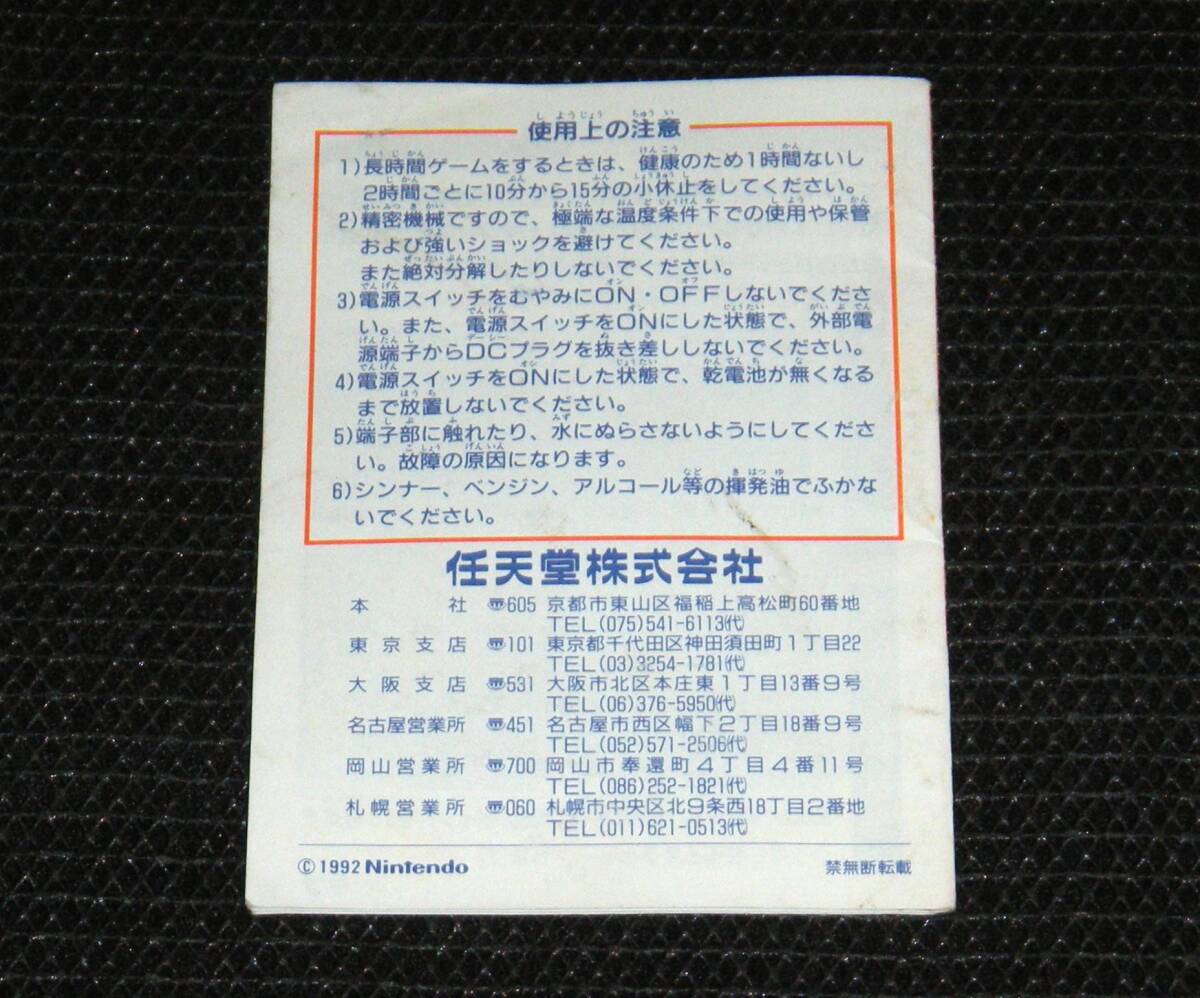 使用上の注意
1)長時間ゲームをするときは、健康のため1時間ないし
2時間ごとに10分から15分の小休止をしてください。
2)精密機械ですので、極端な温度条件下での使用や保管
および強いショックを避けてください。
また絶対分解したりしないでください。
3)電源スイッチをむやみにON・OFFしないでくださ
い。また、電源スイッチをONにした状態で、外部電
源端子からDCプラグを抜き差ししないでください。
4)電源スイッチをONにした状態で、乾電池が無くなる
まで放置しないでください。
5)端子部に触れたり、水にぬらさないようにしてくださ
い。故障の原因になります。
6)シンナー、ベンジン、アルコール等の揮発油でふかな
いでください。
任天堂株式会社
本社 〠605 京都市東山区福稲上高松町60番地
TEL(075)541-6113(代)
東京支店 〠101 東京都千代田区神田須田町1丁目22
TEL(03)3254-1781(代)
大阪支店 〠531 大阪市北区本庄東1丁目13番9号
TEL(06)376-5950(代)
名古屋営業所 〠451 名古屋市西区幅下2丁目18番9号
TEL(052)571-2506(代)
岡山営業所 〠700 岡山市奉還町4丁目4番11号
TEL(086)252-1821(代)
札幌営業所 〠060 札幌市中央区北9条西18丁目2番地
TEL(011)621-0513(代)
©1992 Nintendo 禁無断転載